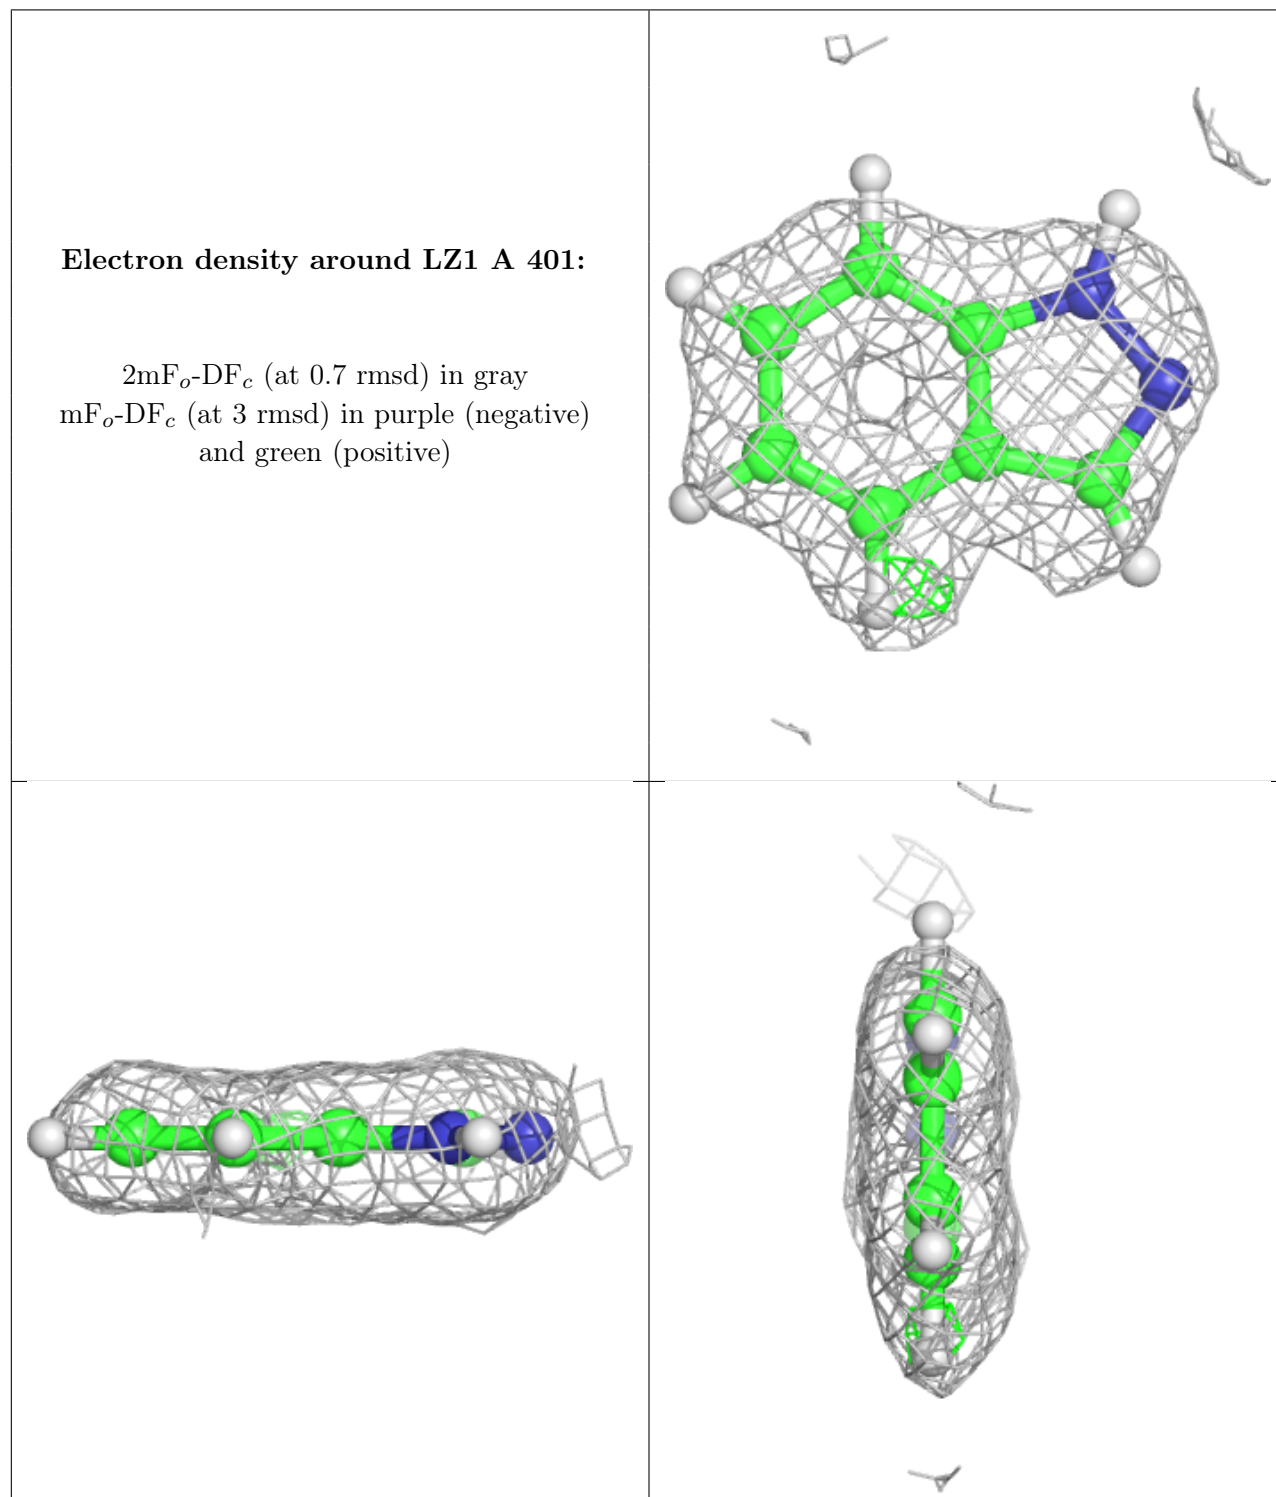 Electron density around LZ1 A 401:
2mFo-DFc (at 0.7 rmsd) in gray
mFo-DFc (at 3 rmsd) in purple (negative)
and green (positive)